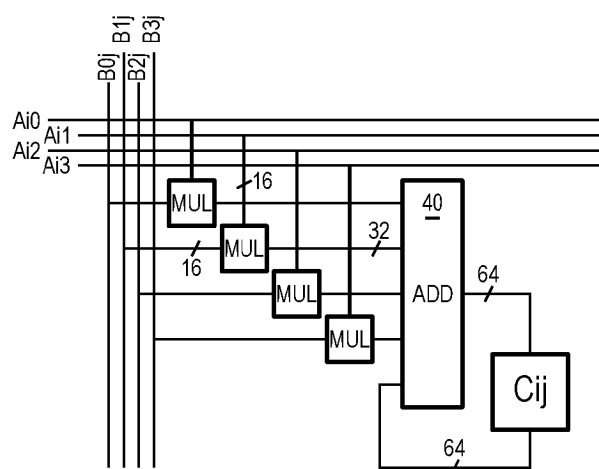 B0j
B1j
B2j
B3j
Ai0
Ai1
Ai2
Ai3
16
MUL
40
16
MUL
32
MUL
ADD
64
MUL
Cij
64